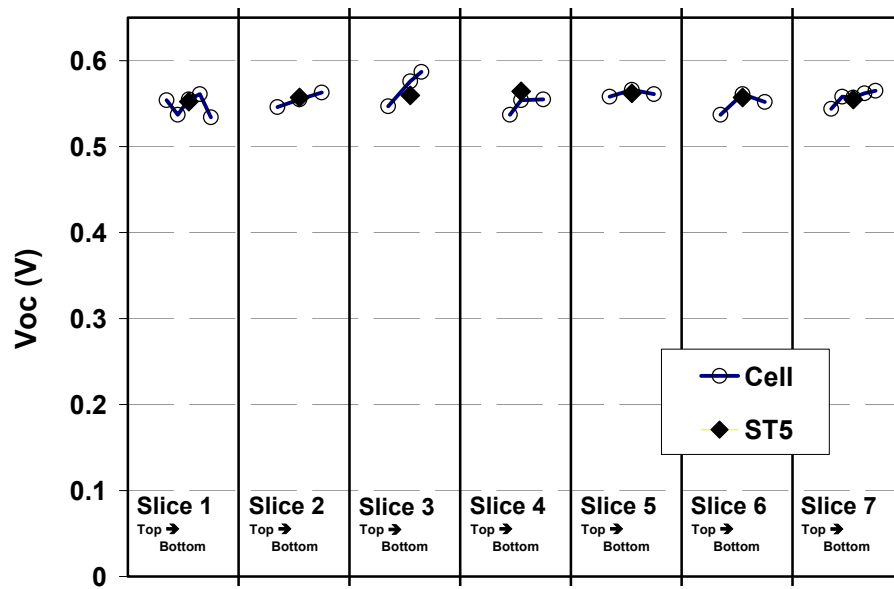 0.6
0.5
0.4
0.3
0.2
0.1
0
Voc (V)
Cell
ST5
Slice 1 Slice 2 Slice 3 Slice 4 Slice 5 Slice 6 Slice 7
Top ➔ Top ➔ Top ➔ Top ➔ Top ➔ Top ➔ Top ➔
Bottom Bottom Bottom Bottom Bottom Bottom Bottom